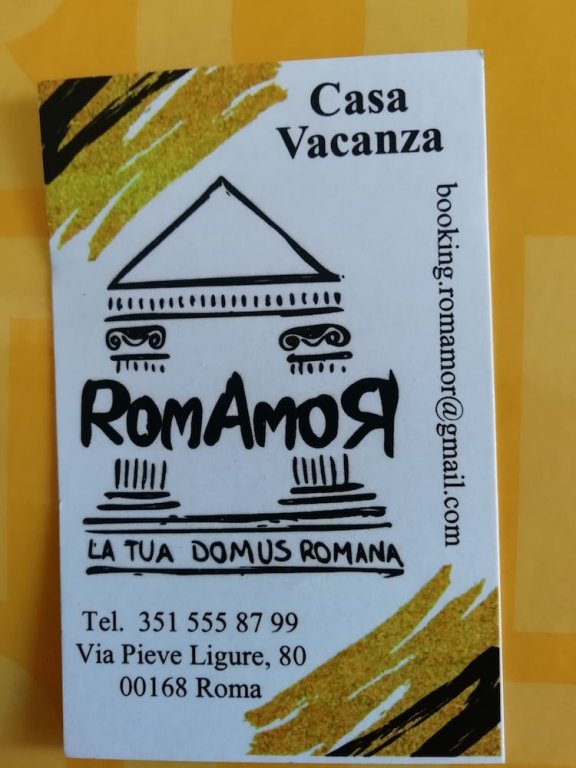 Casa
Vacanza
booking.romamor@gmail.com
ROMAMOR
LA TUA DOMUS ROMANA
Tel. 351 555 87 99
Via Pieve Ligure, 80
00168 Roma